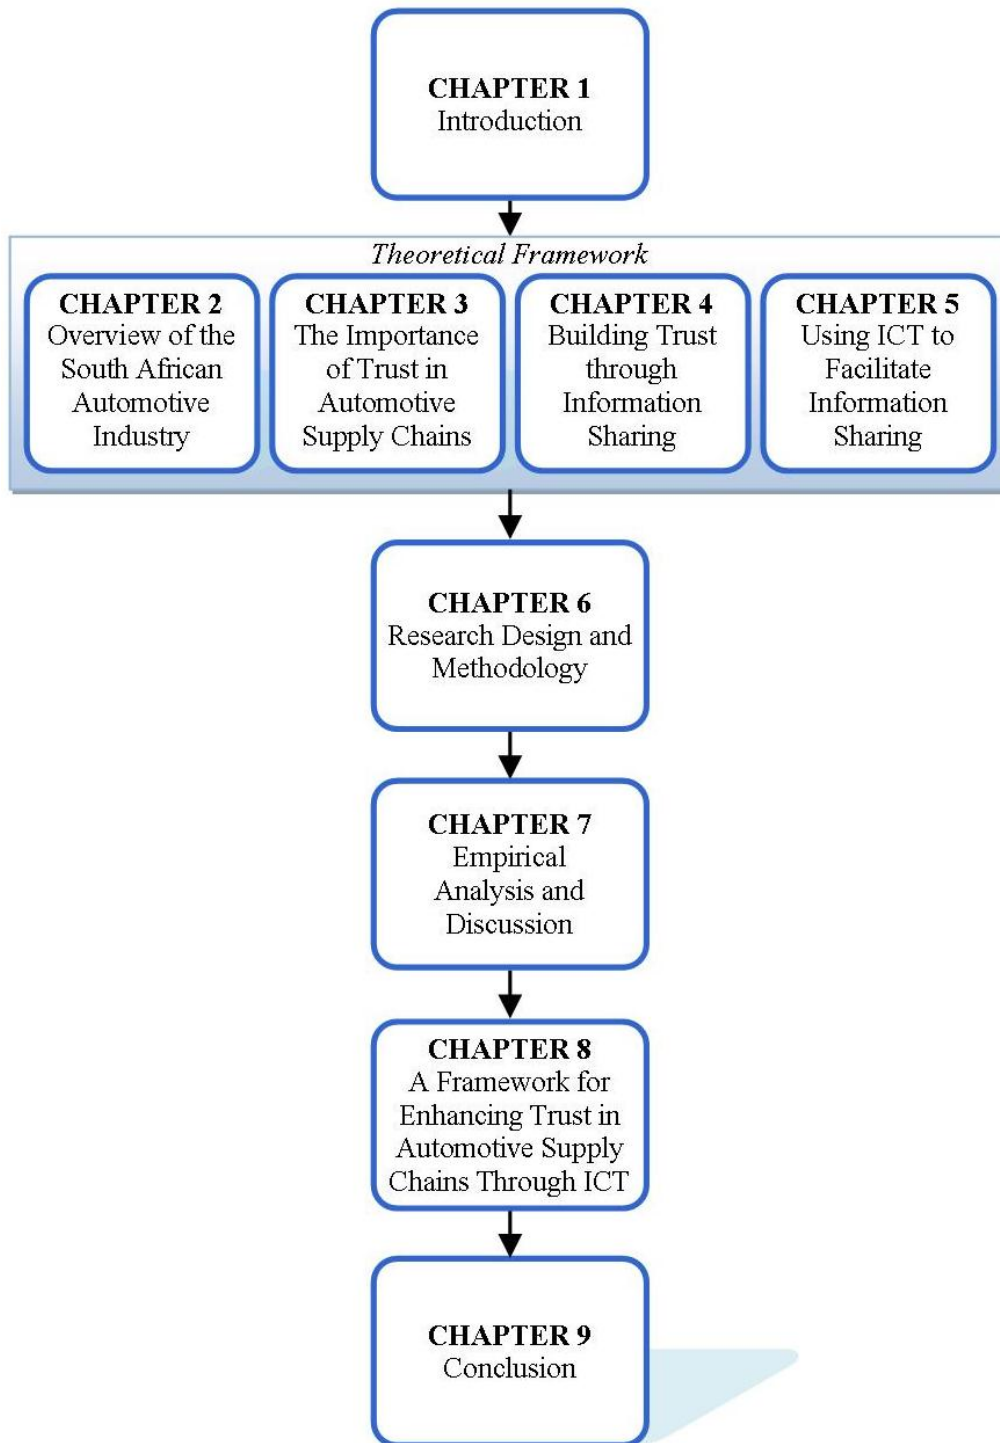 CHAPTER 1
Introduction
Theoretical Framework
CHAPTER 2
Overview of the
South African
Automotive
Industry
CHAPTER 3
The Importance
of Trust in
Automotive
Supply Chains
CHAPTER 4
Building Trust
through
Information
Sharing
CHAPTER 5
Using ICT to
Facilitate
Information
Sharing
CHAPTER 6
Research Design and
Methodology
CHAPTER 7
Empirical
Analysis and
Discussion
CHAPTER 8
A Framework for
Enhancing Trust in
Automotive Supply
Chains Through ICT
CHAPTER 9
Conclusion